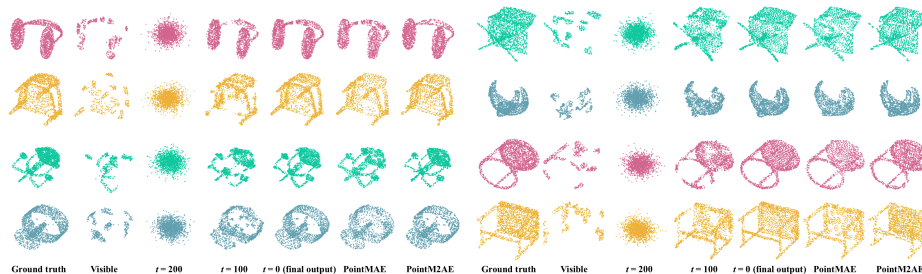 Ground truth Visible t = 200 t = 100 t = 0 (final output) PointMAE PointM2AE Ground truth Visible t = 200 t = 100 t = 0 (final output) PointMAE PointM2AE